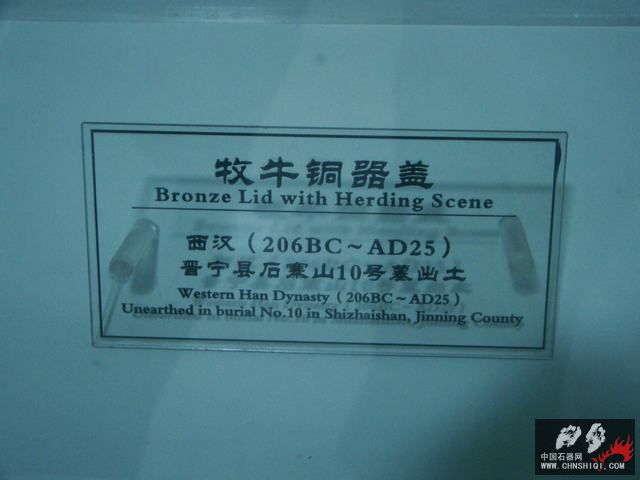 牧牛铜器盖
Bronze Lid with Herding Scene
西汉（206BC～AD25）
晋宁县石寨山10号墓出土
Western Han Dynasty（206BC～AD25）
Unearthed in burial No.10 in Shizhaishan, Jinning County
中国石器网
WWW.CHNSHIQI.COM